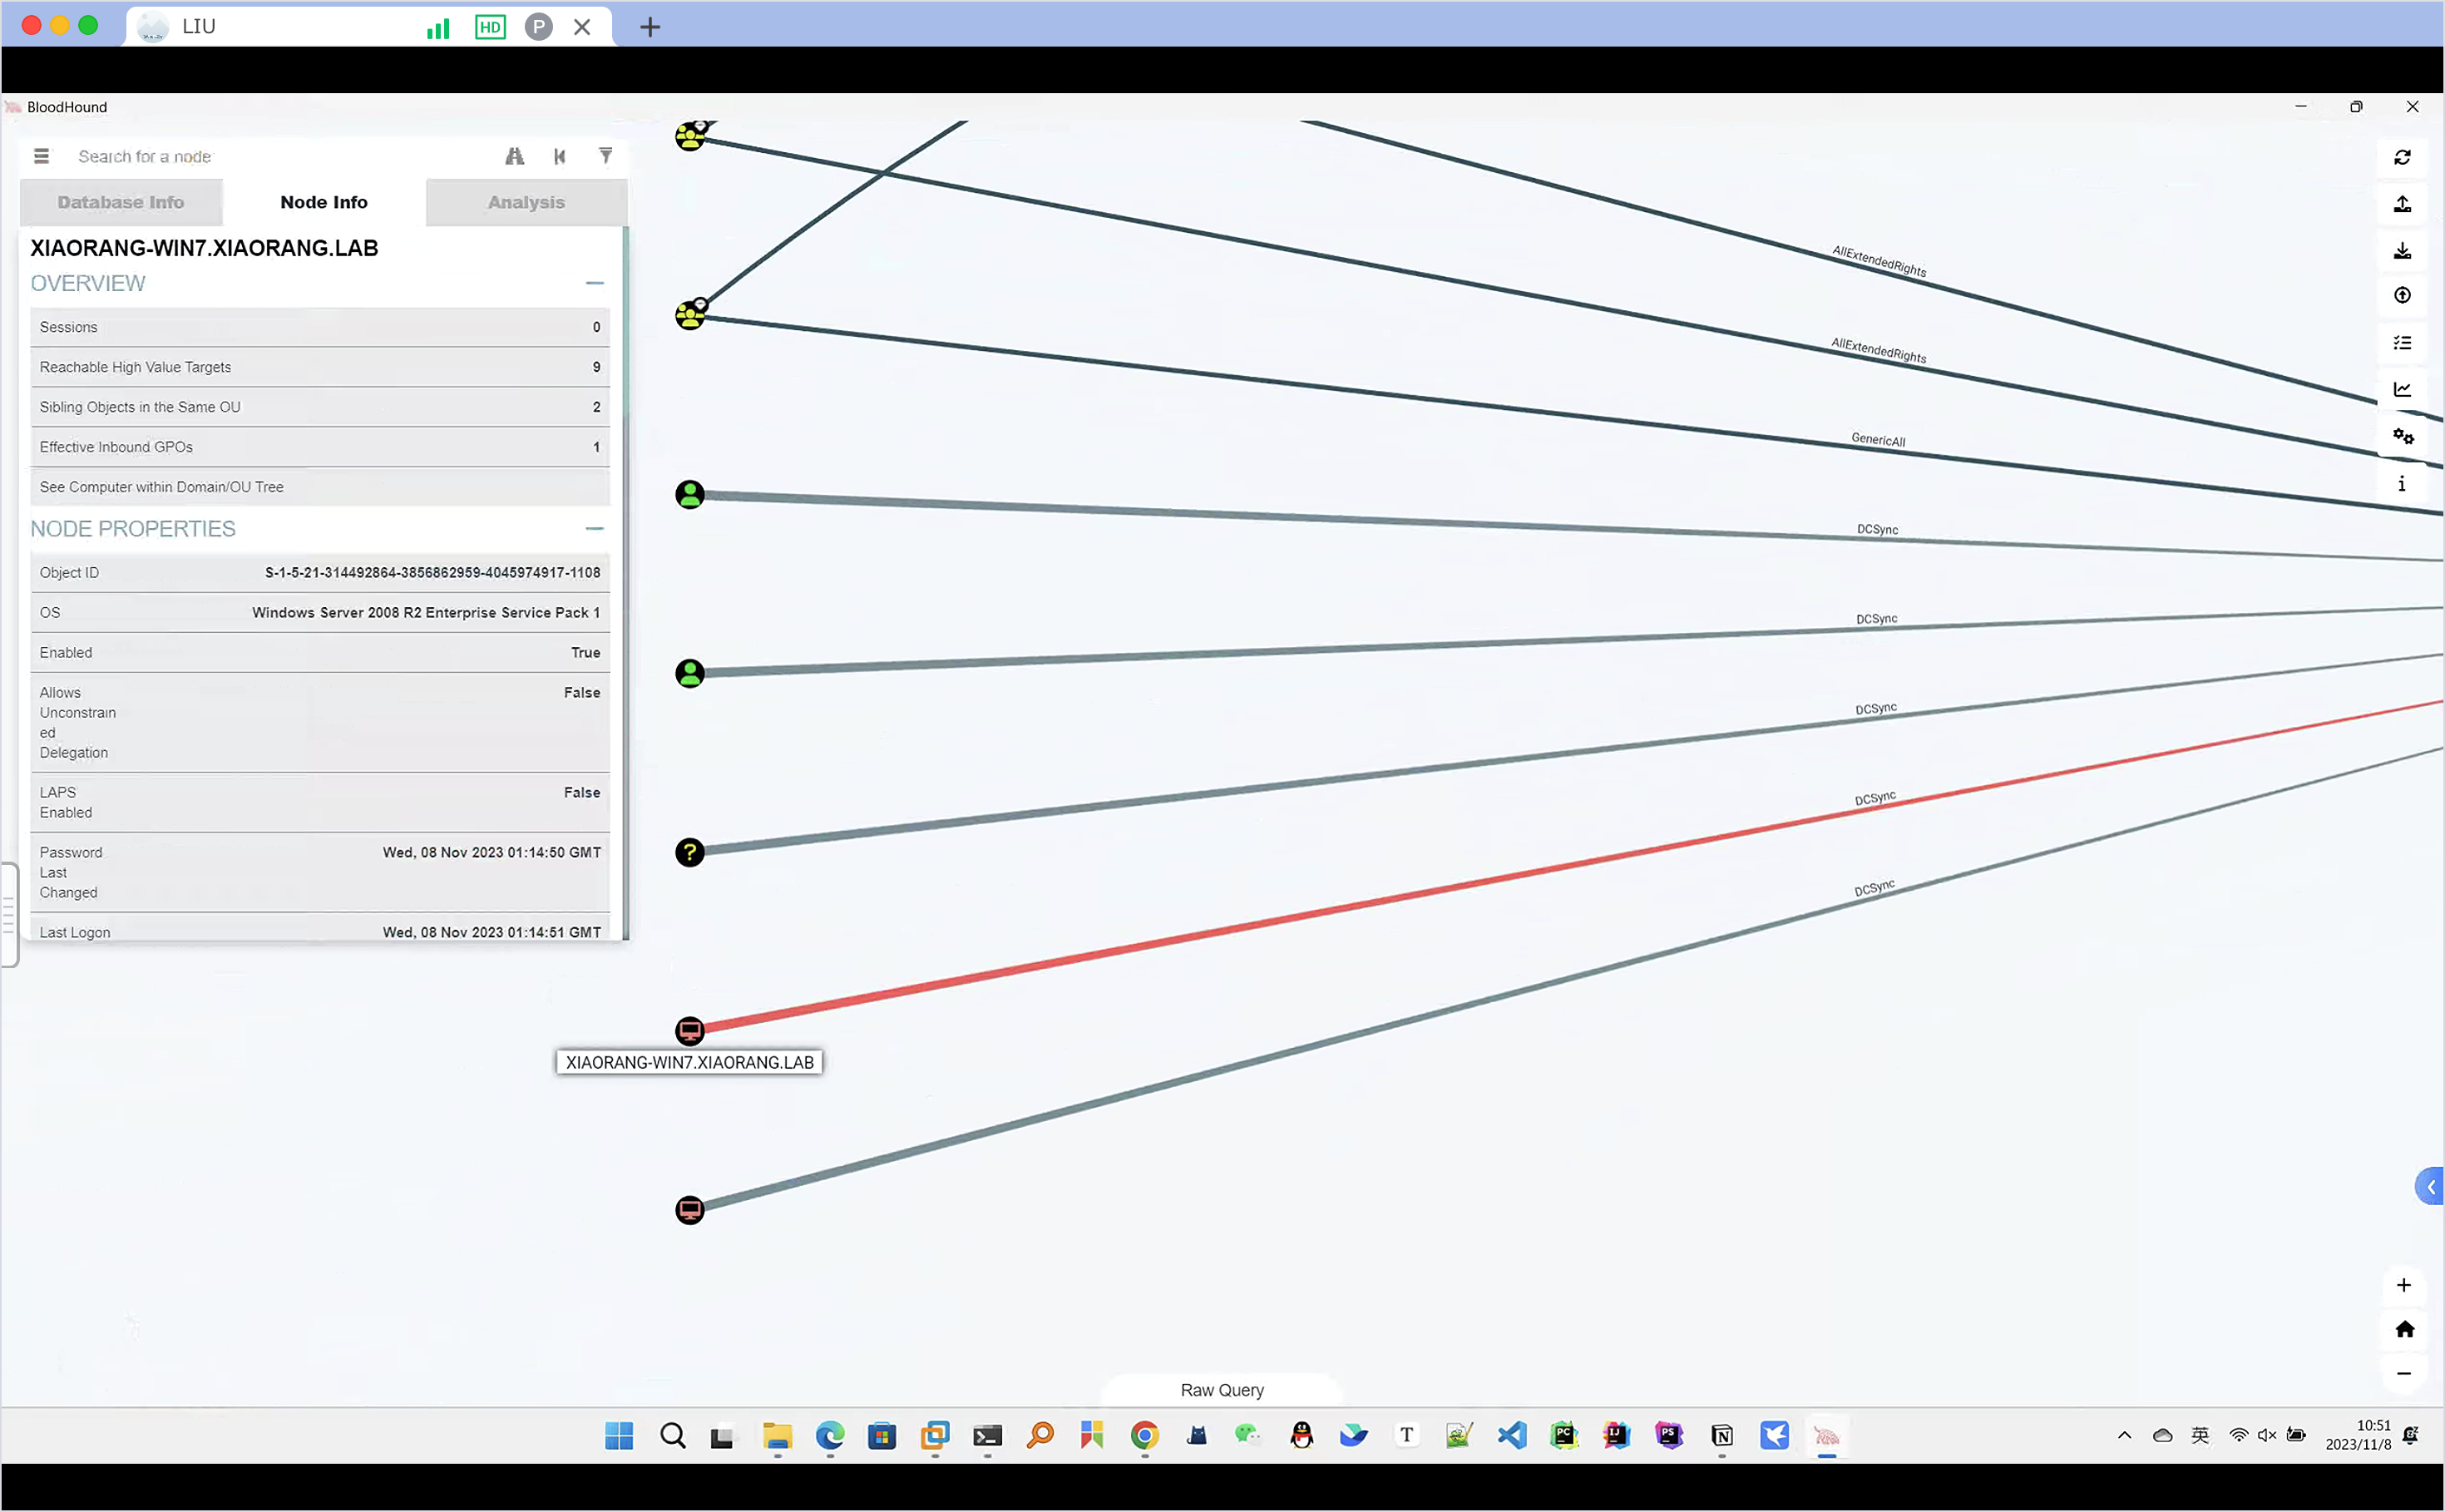 LIU
HD
P
BloodHound
Search for a node
Database Info
Node Info
Analysis
XIAORANG-WIN7.XIAORANG.LAB
OVERVIEW
Sessions 0
Reachable High Value Targets 9
Sibling Objects in the Same OU 2
Effective Inbound GPOs 1
See Computer within Domain/OU Tree
NODE PROPERTIES
Object ID S-1-5-21-314492864-3856862959-4045974917-1108
OS Windows Server 2008 R2 Enterprise Service Pack 1
Enabled True
Allows False
Unconstrain
ed
Delegation
LAPS False
Enabled
Password Wed, 08 Nov 2023 01:14:50 GMT
Last
Changed
Last Logon Wed, 08 Nov 2023 01:14:51 GMT
AllExtendedRights
AllExtendedRights
GenericAll
DCSync
DCSync
DCSync
DCSync
DCSync
?
XIAORANG-WIN7.XIAORANG.LAB
Raw Query
T
PC
IJ
PS
N
英
10:51
2023/11/8